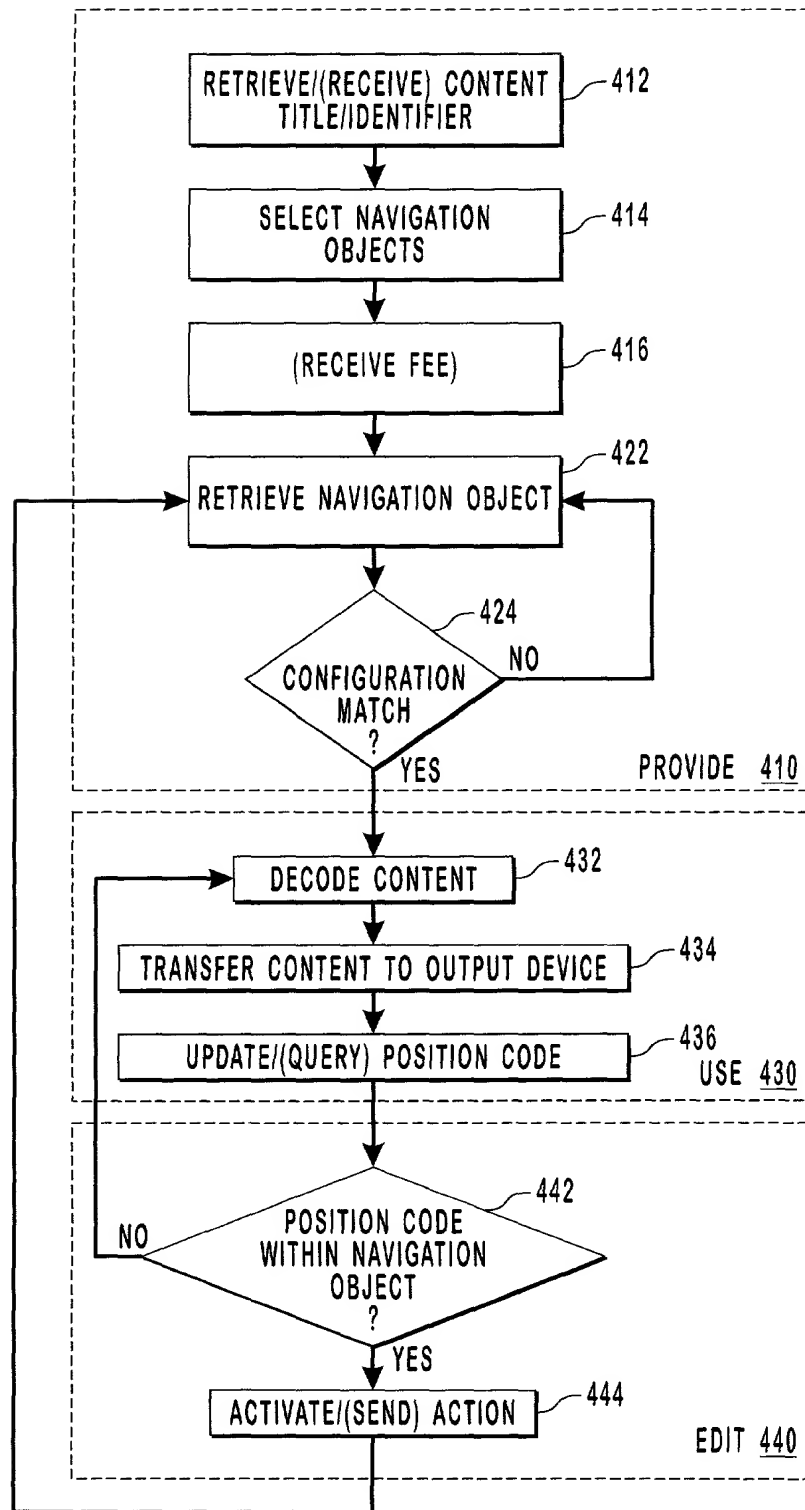 RETRIEVE/(RECEIVE) CONTENT
TITLE/IDENTIFIER
412
SELECT NAVIGATION
OBJECTS
414
(RECEIVE FEE)
416
422
RETRIEVE NAVIGATION OBJECT
424
CONFIGURATION
MATCH
?
NO
YES
PROVIDE 410
DECODE CONTENT
432
TRANSFER CONTENT TO OUTPUT DEVICE
434
UPDATE/(QUERY) POSITION CODE
436
USE 430
442
POSITION CODE
WITHIN NAVIGATION
OBJECT
?
NO
YES
444
ACTIVATE/(SEND) ACTION
EDIT 440